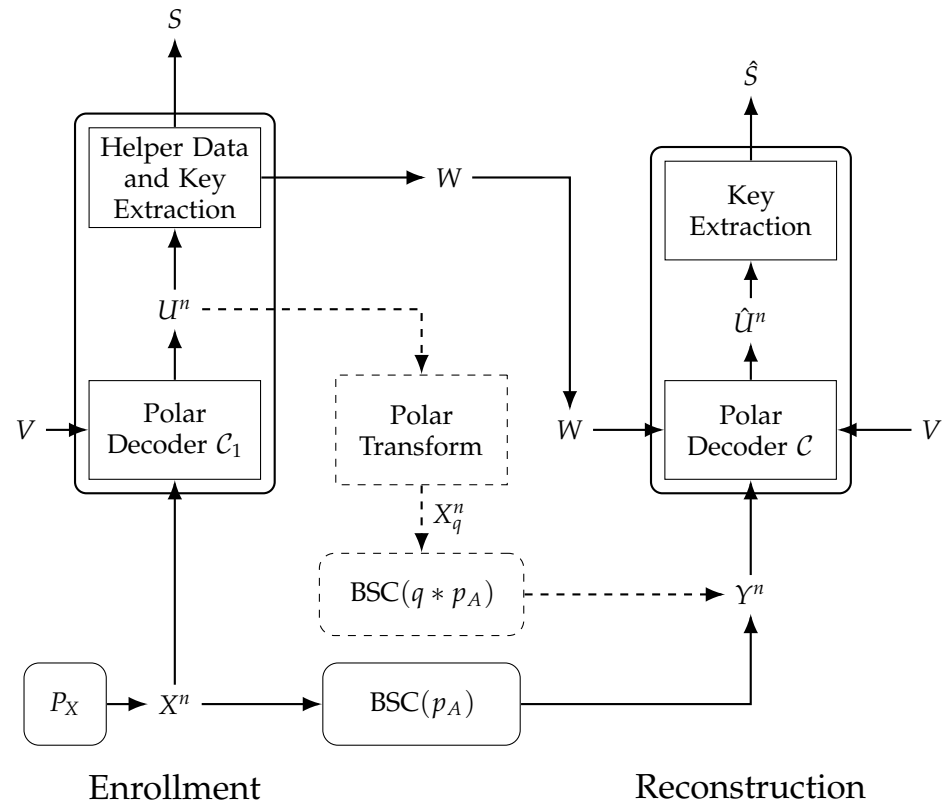 S
Ŝ
Helper Data
and Key
Extraction
W
Key
Extraction
Uⁿ
Ûⁿ
V
Polar
Decoder 𝒞₁
Polar
Transform
W
Polar
Decoder 𝒞
V
X_q^n
BSC(q ∗ p_A)
Yⁿ
P_X
Xⁿ
BSC(p_A)
Enrollment
Reconstruction